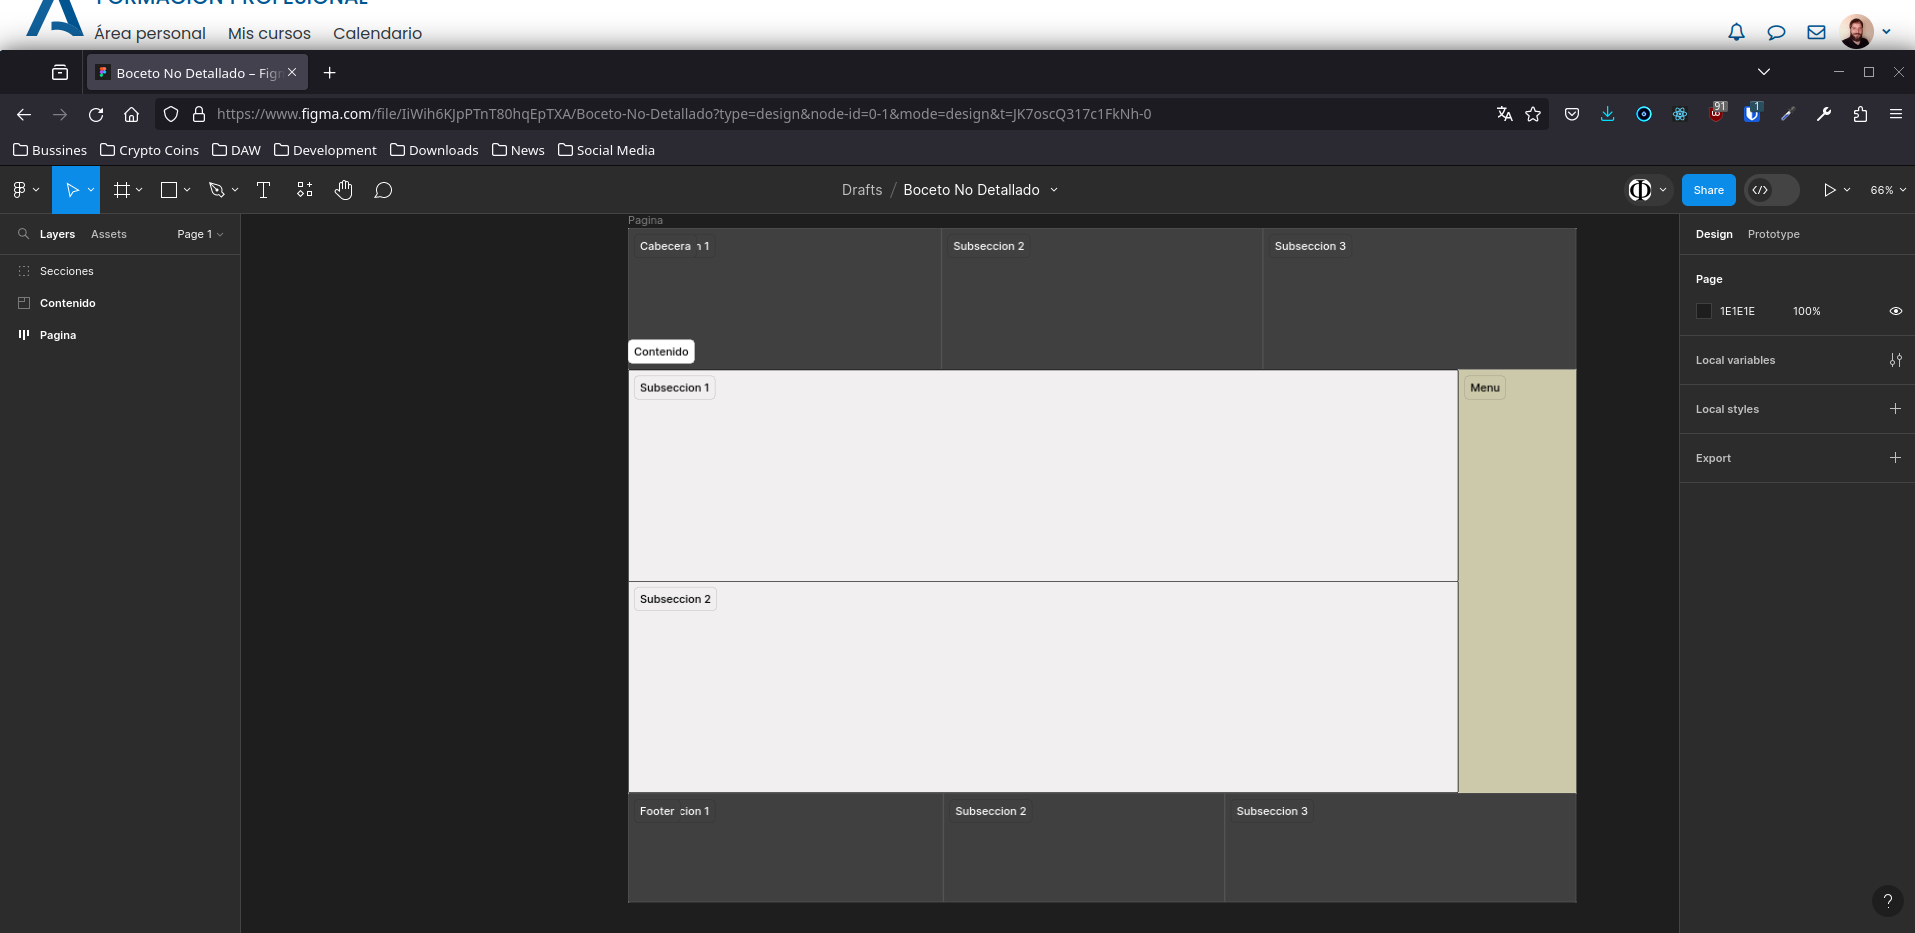 FORMACIÓN PROFESIONAL
Área personal Mis cursos Calendario
Boceto No Detallado – Fig
https://www.figma.com/file/IiWih6KJpPTnT80hqEpTXA/Boceto-No-Detallado?type=design&node-id=0-1&mode=design&t=JK7oscQ317c1FkNh-0
91
1
Bussines Crypto Coins DAW Development Downloads News Social Media
Drafts / Boceto No Detallado
Share
66%
Layers Assets Page 1
Secciones
Contenido
Pagina
Pagina
Cabecera n 1 Subseccion 2 Subseccion 3
Contenido
Subseccion 1 Menu
Subseccion 2
Footer cion 1 Subseccion 2 Subseccion 3
Design Prototype
Page
1E1E1E 100%
Local variables
Local styles
Export
?